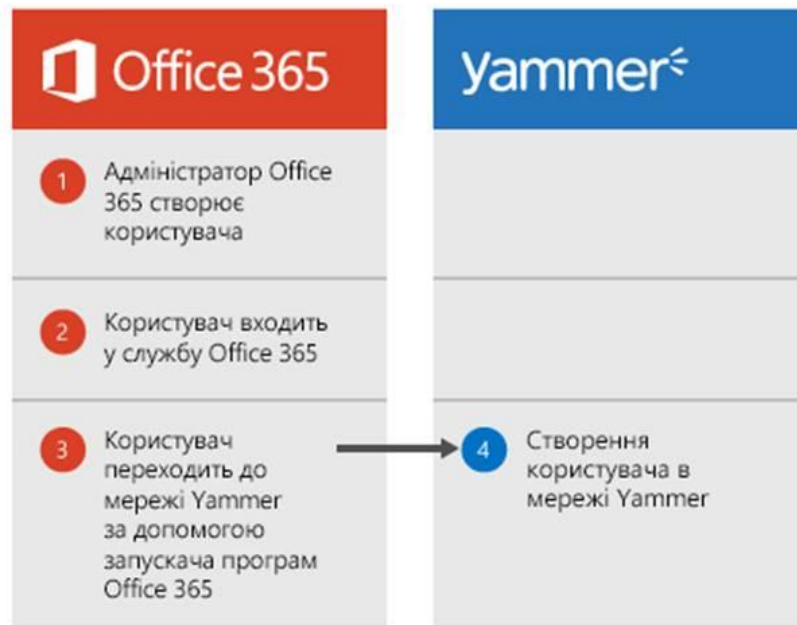 Office 365
yammer
1
Адміністратор Office
365 створює
користувача
2
Користувач входить
у службу Office 365
3
Користувач
переходить до
мережі Yammer
за допомогою
запускача програм
Office 365
4
Створення
користувача в
мережі Yammer